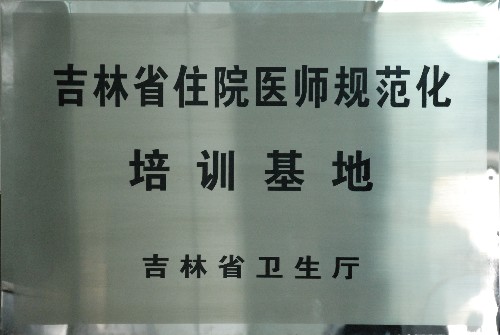 吉林省住院医师规范化
培训基地
吉林省卫生厅